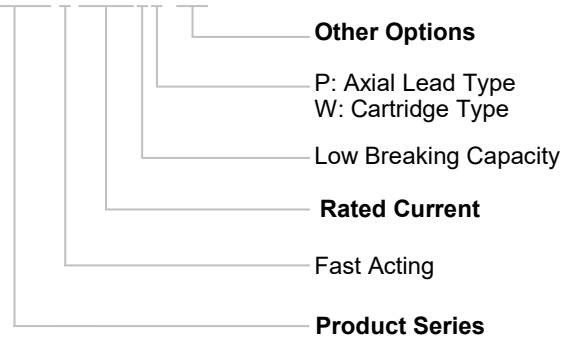 Other Options
P: Axial Lead Type
W: Cartridge Type
Low Breaking Capacity
Rated Current
Fast Acting
Product Series